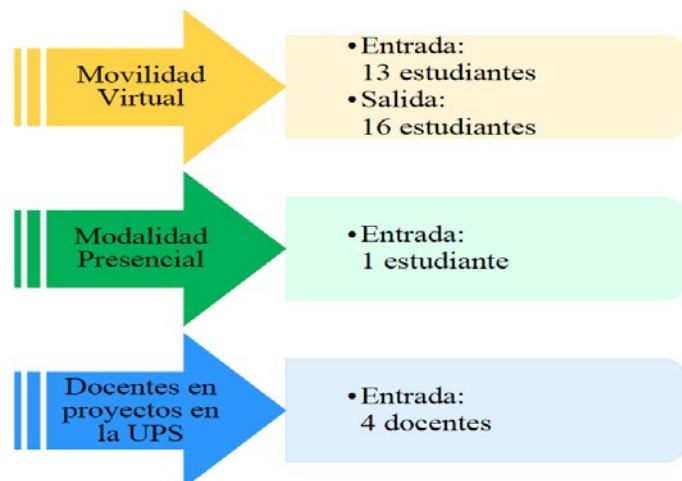 Movilidad
Virtual
•Entrada:
13 estudiantes
•Salida:
16 estudiantes
Modalidad
Presencial
•Entrada:
1 estudiante
Docentes en
proyectos en
la UPS
•Entrada:
4 docentes